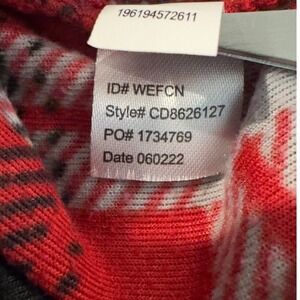 196194572611
ID# WEFCN
Style# CD8626127
PO# 1734769
Date 060222